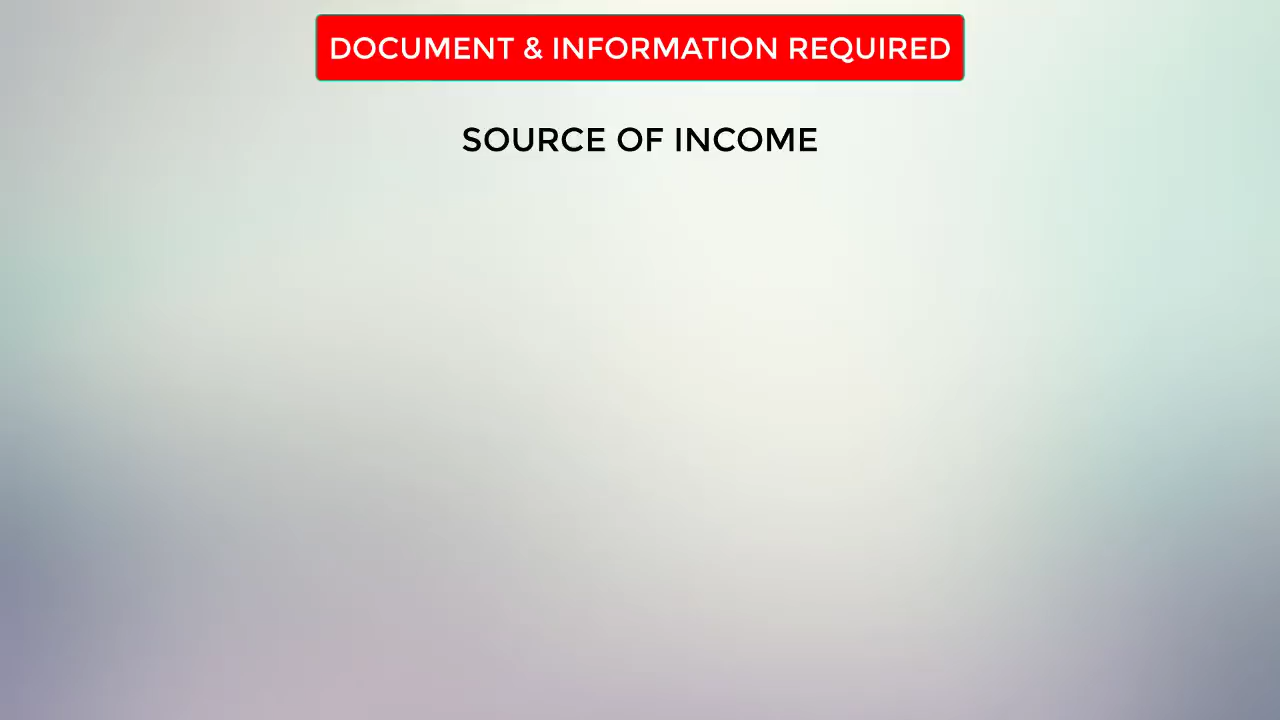 DOCUMENT & INFORMATION REQUIRED
SOURCE OF INCOME